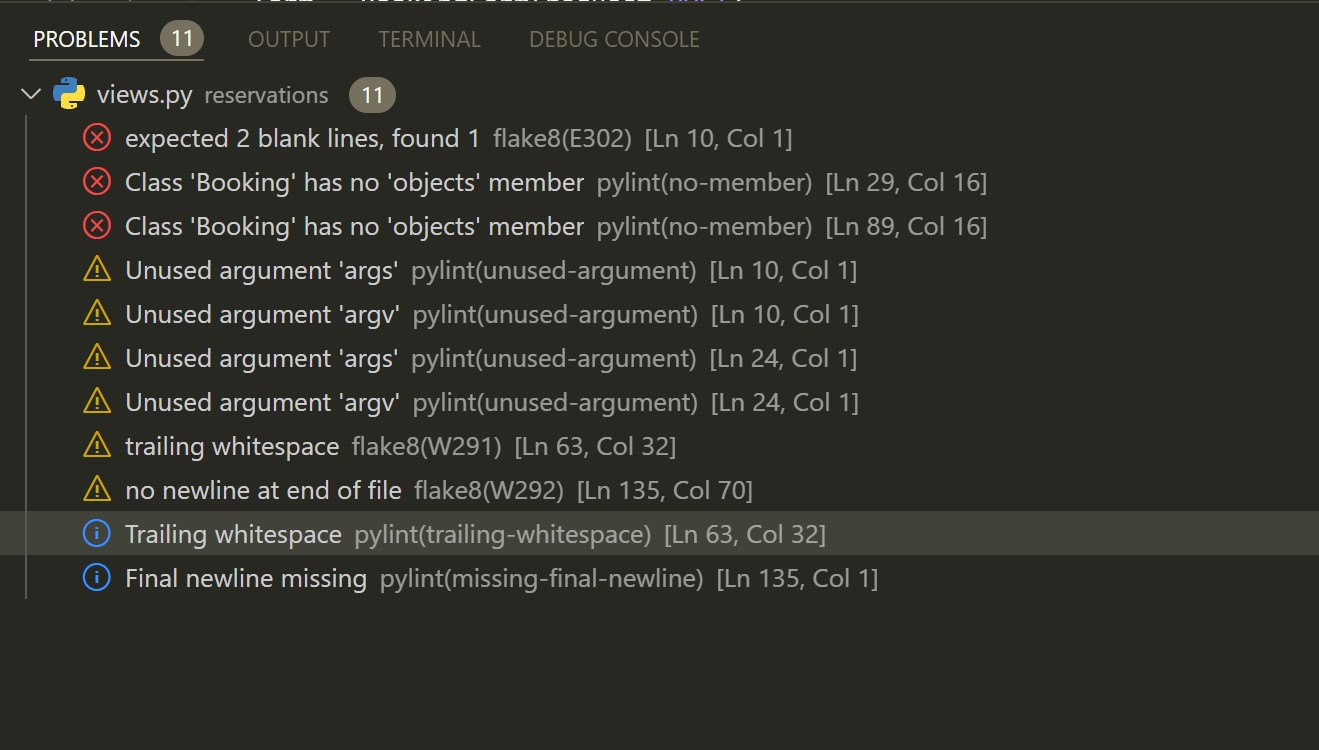 PROBLEMS 11 OUTPUT TERMINAL DEBUG CONSOLE
views.py reservations 11
expected 2 blank lines, found 1 flake8(E302) [Ln 10, Col 1]
Class 'Booking' has no 'objects' member pylint(no-member) [Ln 29, Col 16]
Class 'Booking' has no 'objects' member pylint(no-member) [Ln 89, Col 16]
Unused argument 'args' pylint(unused-argument) [Ln 10, Col 1]
Unused argument 'argv' pylint(unused-argument) [Ln 10, Col 1]
Unused argument 'args' pylint(unused-argument) [Ln 24, Col 1]
Unused argument 'argv' pylint(unused-argument) [Ln 24, Col 1]
trailing whitespace flake8(W291) [Ln 63, Col 32]
no newline at end of file flake8(W292) [Ln 135, Col 70]
Trailing whitespace pylint(trailing-whitespace) [Ln 63, Col 32]
Final newline missing pylint(missing-final-newline) [Ln 135, Col 1]